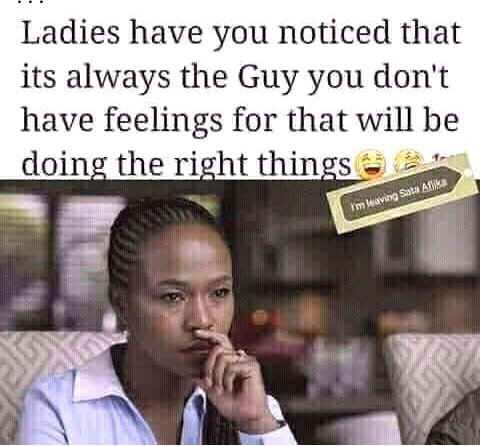 Ladies have you noticed that
its always the Guy you don't
have feelings for that will be
doing the right things😂😂
I'm leaving Sata Aflika